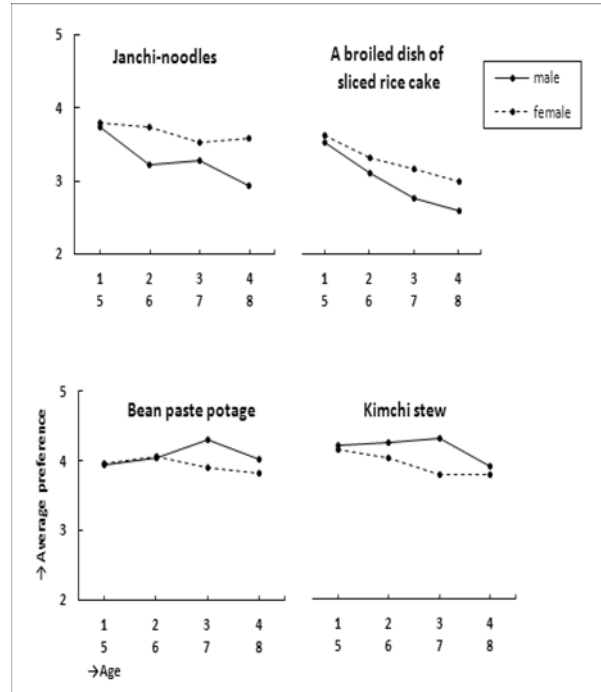 5
Janchi-noodles
A broiled dish of
sliced rice cake
male
female
4
3
2
1 2 3 4
5 6 7 8
1 2 3 4
5 6 7 8
5
Bean paste potage
Kimchi stew
4
3
2
→ Average preference
1 2 3 4
5 6 7 8
1 2 3 4
5 6 7 8
→Age